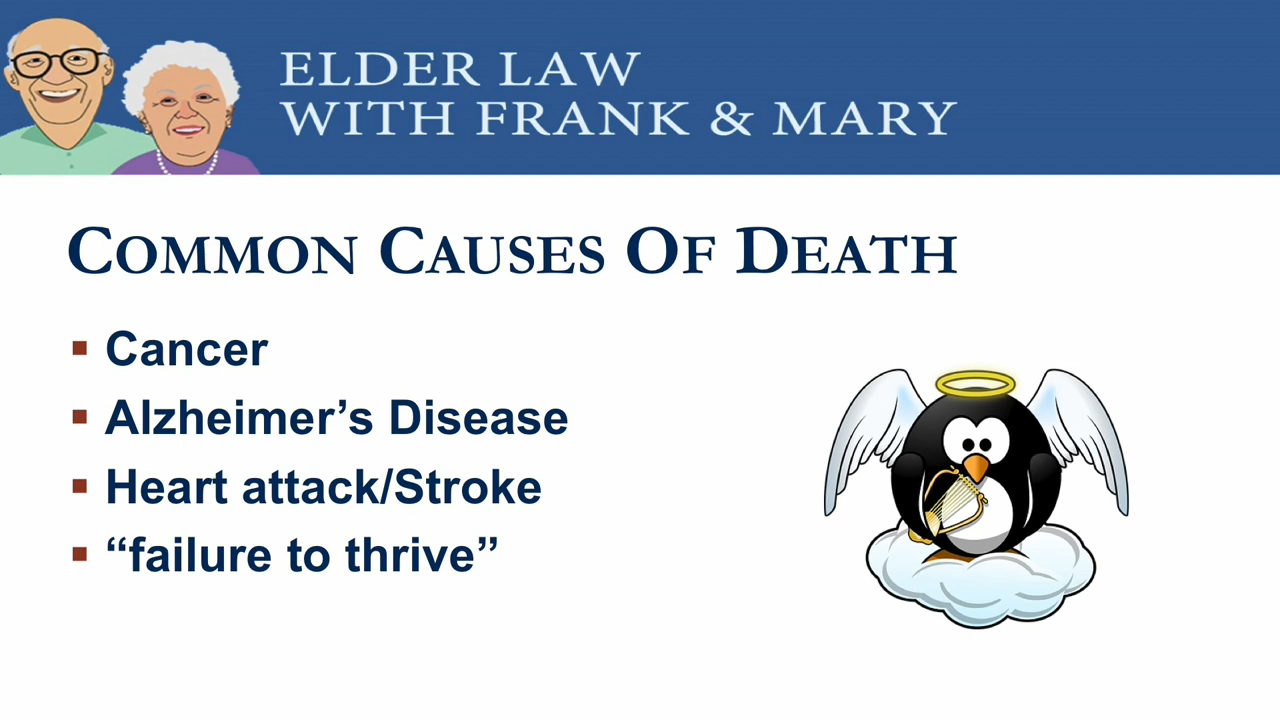 ELDER LAW
WITH FRANK & MARY
COMMON CAUSES OF DEATH
▪ Cancer
▪ Alzheimer’s Disease
▪ Heart attack/Stroke
▪ “failure to thrive”